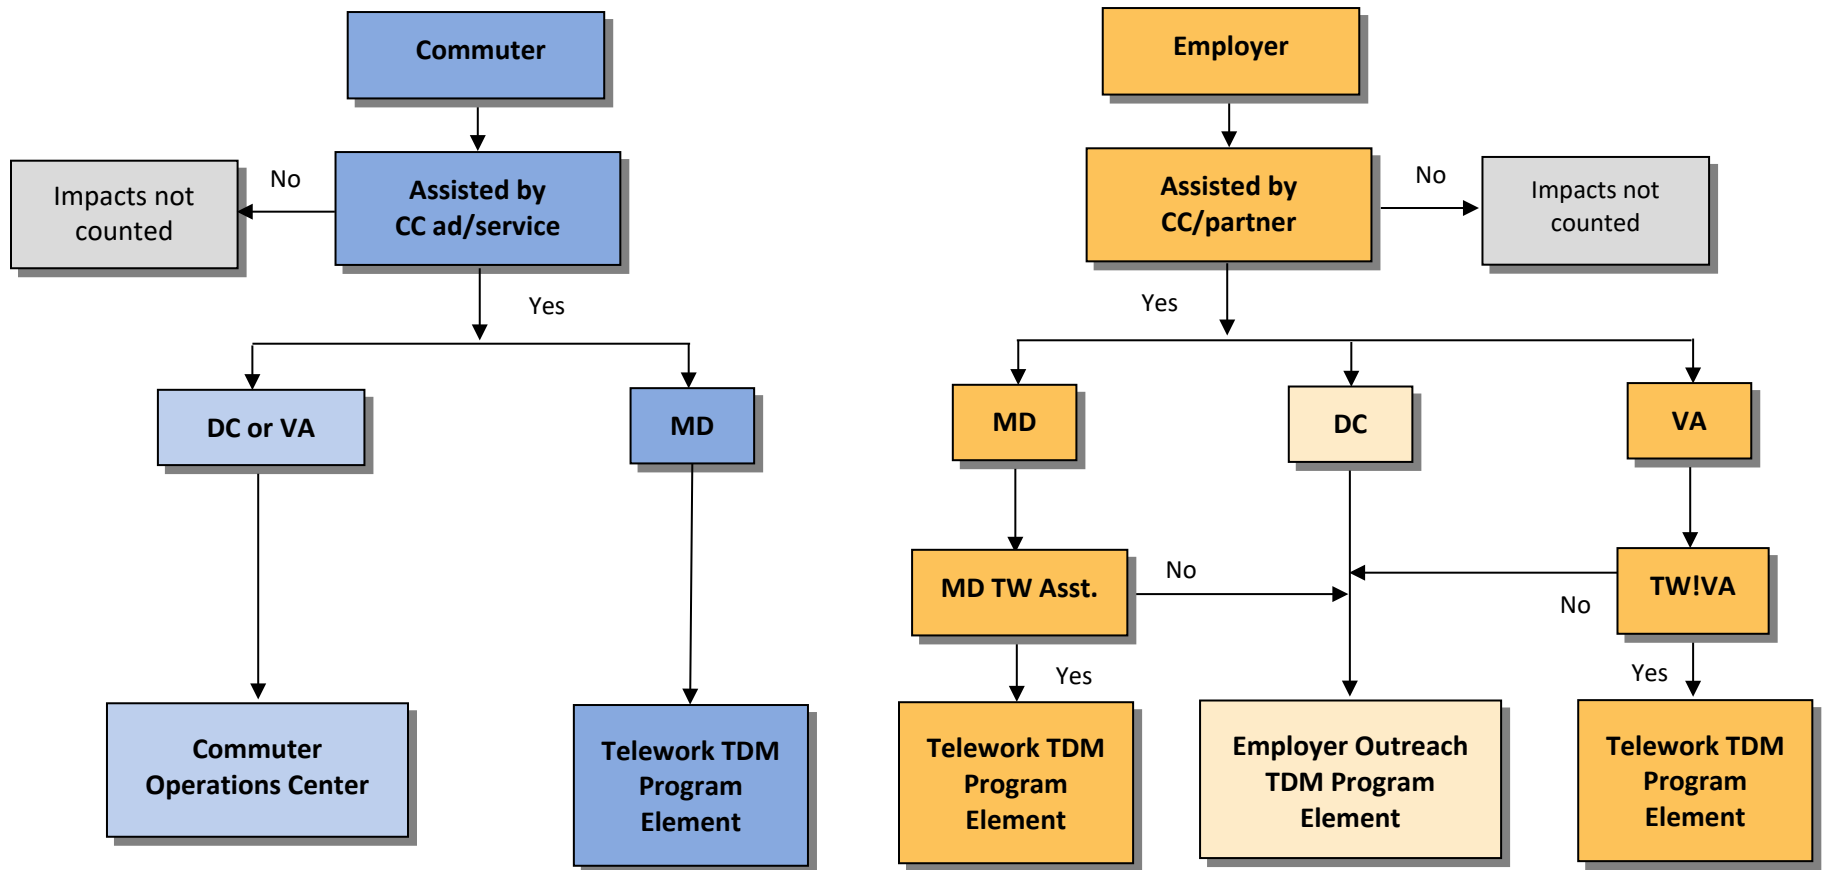 Commuter
Employer
Impacts not
counted
No
Assisted by
CC ad/service
Assisted by
CC/partner
No
Impacts not
counted
Yes
Yes
DC or VA
MD
MD
DC
VA
MD TW Asst.
No
No
TW!VA
Yes
Yes
Commuter
Operations Center
Telework TDM
Program
Element
Telework TDM
Program
Element
Employer Outreach
TDM Program
Element
Telework TDM
Program
Element